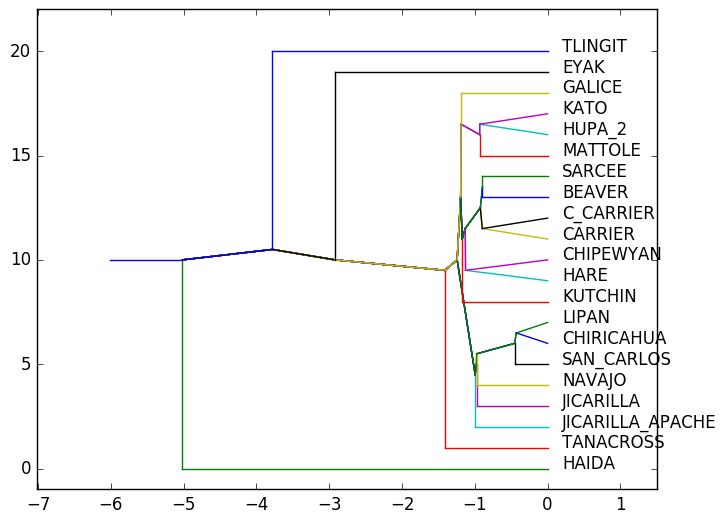 20
15
10
5
0
TLINGIT
EYAK
GALICE
KATO
HUPA_2
MATTOLE
SARCEE
BEAVER
C_CARRIER
CARRIER
CHIPEWYAN
HARE
KUTCHIN
LIPAN
CHIRICAHUA
SAN_CARLOS
NAVAJO
JICARILLA
JICARILLA_APACHE
TANACROSS
HAIDA
−7 −6 −5 −4 −3 −2 −1 0 1